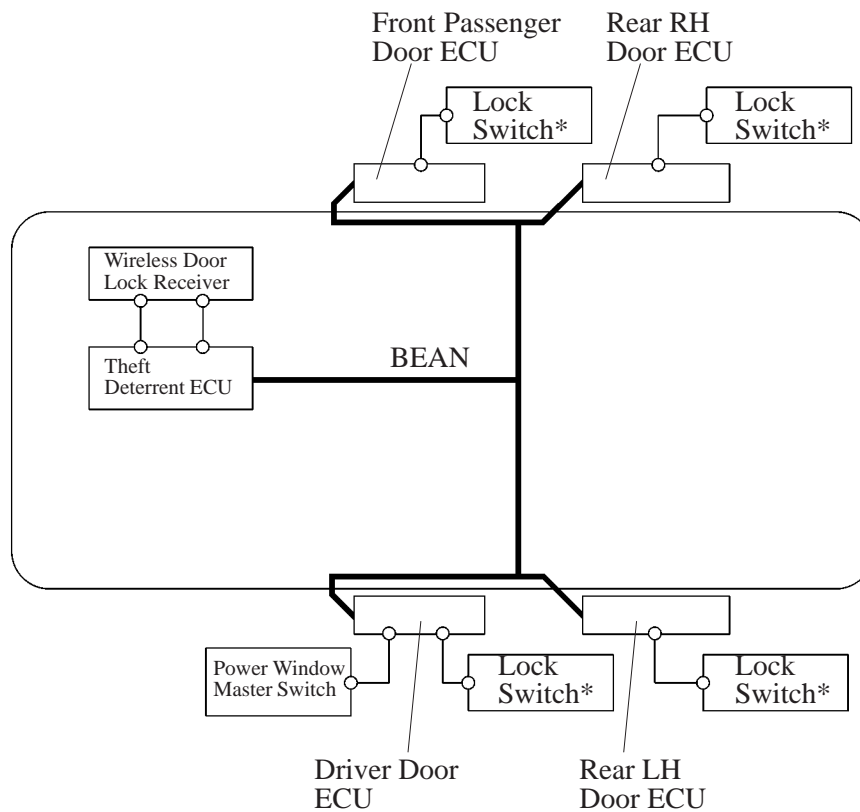 Front Passenger
Door ECU
Rear RH
Door ECU
Lock
Switch*
Lock
Switch*
Wireless Door
Lock Receiver
Theft
Deterrent ECU
BEAN
Power Window
Master Switch
Lock
Switch*
Lock
Switch*
Driver Door
ECU
Rear LH
Door ECU